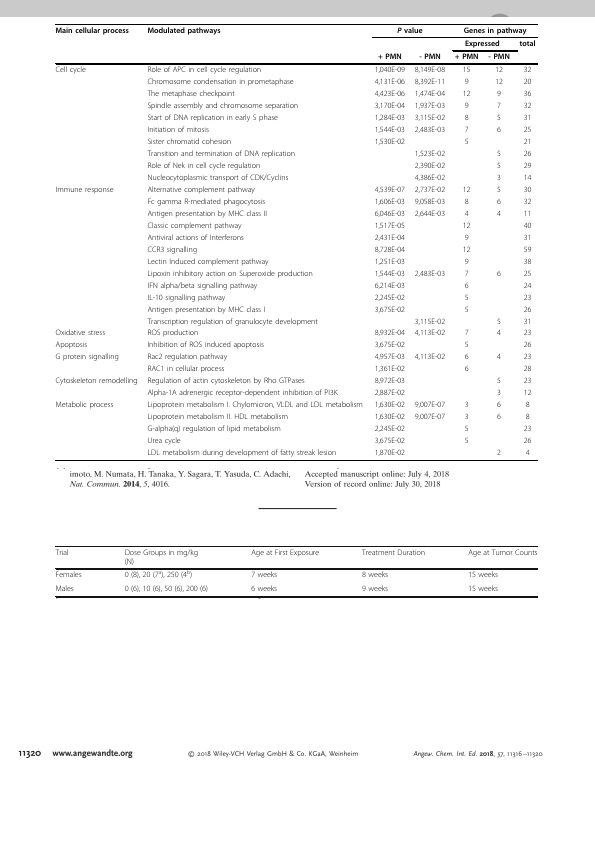 Main cellular process Modulated pathways P value Genes in pathway
Expressed total
+ PMN - PMN + PMN - PMN
Cell cycle Role of APC in cell cycle regulation 1,040E-09 8,149E-08 15 12 32
Chromosome condensation in prometaphase 4,131E-06 8,392E-11 9 12 20
The metaphase checkpoint 4,423E-06 1,474E-04 12 9 36
Spindle assembly and chromosome separation 3,170E-04 1,937E-03 9 7 32
Start of DNA replication in early S phase 1,284E-03 3,115E-02 8 5 31
Initiation of mitosis 1,544E-03 2,483E-03 7 6 25
Sister chromatid cohesion 1,530E-02 5 21
Transition and termination of DNA replication 1,523E-02 5 26
Role of Nek in cell cycle regulation 2,390E-02 5 29
Nucleocytoplasmic transport of CDK/Cyclins 4,386E-02 3 14
Immune response Alternative complement pathway 4,539E-07 2,737E-02 12 5 30
Fc gamma R-mediated phagocytosis 1,606E-03 9,058E-03 8 6 32
Antigen presentation by MHC class II 6,046E-03 2,644E-03 4 4 11
Classic complement pathway 1,517E-05 12 40
Antiviral actions of Interferons 2,431E-04 9 31
CCR3 signalling 8,728E-04 12 59
Lectin Induced complement pathway 1,251E-03 9 38
Lipoxin inhibitory action on Superoxide production 1,544E-03 2,483E-03 7 6 25
IFN alpha/beta signalling pathway 6,214E-03 6 24
IL-10 signalling pathway 2,245E-02 5 23
Antigen presentation by MHC class I 3,675E-02 5 26
Transcription regulation of granulocyte development 3,115E-02 5 31
Oxidative stress ROS production 8,932E-04 4,113E-02 7 4 23
Apoptosis Inhibition of ROS induced apoptosis 3,675E-02 5 26
G protein signalling Rac2 regulation pathway 4,957E-03 4,113E-02 6 4 23
RAC1 in cellular process 1,361E-02 6 28
Cytoskeleton remodelling Regulation of actin cytoskeleton by Rho GTPases 8,972E-03 5 23
Alpha-1A adrenergic receptor-dependent inhibition of PI3K 2,887E-02 3 12
Metabolic process Lipoprotein metabolism I. Chylomicron, VLDL and LDL metabolism 1,630E-02 9,007E-07 3 6 8
Lipoprotein metabolism II. HDL metabolism 1,630E-02 9,007E-07 3 6 8
G-alpha(q) regulation of lipid metabolism 2,245E-02 5 23
Urea cycle 3,675E-02 5 26
LDL metabolism during development of fatty streak lesion 1,870E-02 2 4
imoto, M. Numata, H. Tanaka, Y. Sagara, T. Yasuda, C. Adachi,
Nat. Commun. 2014, 5, 4016.
Accepted manuscript online: July 4, 2018
Version of record online: July 30, 2018
Trial Dose Groups in mg/kg Age at First Exposure Treatment Duration Age at Tumor Counts
(N)
Females 0 (8), 20 (7a), 250 (4b) 7 weeks 8 weeks 15 weeks
Males 0 (6), 10 (6), 50 (6), 200 (6) 6 weeks 9 weeks 15 weeks
11320 www.angewandte.org © 2018 Wiley-VCH Verlag GmbH & Co. KGaA, Weinheim Angew. Chem. Int. Ed. 2018, 57, 11316–11320